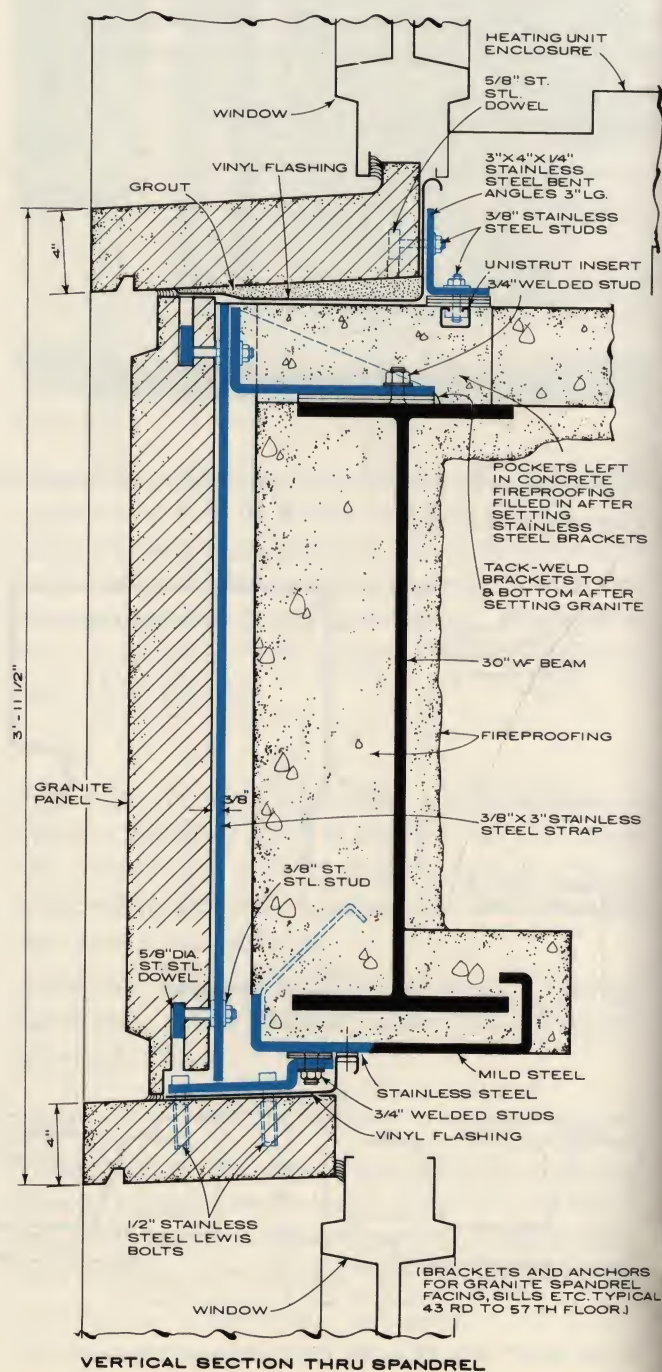 HEATING UNIT
ENCLOSURE
5/8" ST.
STL.
DOWEL
WINDOW
VINYL FLASHING
GROUT
3"X4"X1/4"
STAINLESS
STEEL BENT
ANGLES 3" LG.
3/8" STAINLESS
STEEL STUDS
4"
UNISTRUT INSERT
3/4" WELDED STUD
POCKETS LEFT
IN CONCRETE
FIREPROOFING
FILLED IN AFTER
SETTING
STAINLESS
STEEL BRACKETS
TACK-WELD
BRACKETS TOP
& BOTTOM AFTER
SETTING GRANITE
3'-11 1/2"
30" WF BEAM
FIREPROOFING
GRANITE
PANEL
3/8"
3/8" X 3" STAINLESS
STEEL STRAP
3/8" ST.
STL. STUD
5/8" DIA.
ST. STL.
DOWEL
MILD STEEL
STAINLESS STEEL
3/4" WELDED STUDS
VINYL FLASHING
4"
1/2" STAINLESS
STEEL LEWIS
BOLTS
WINDOW
(BRACKETS AND ANCHORS
FOR GRANITE SPANDREL
FACING, SILLS ETC. TYPICAL
43 RD TO 57 TH FLOOR.)
VERTICAL SECTION THRU SPANDREL